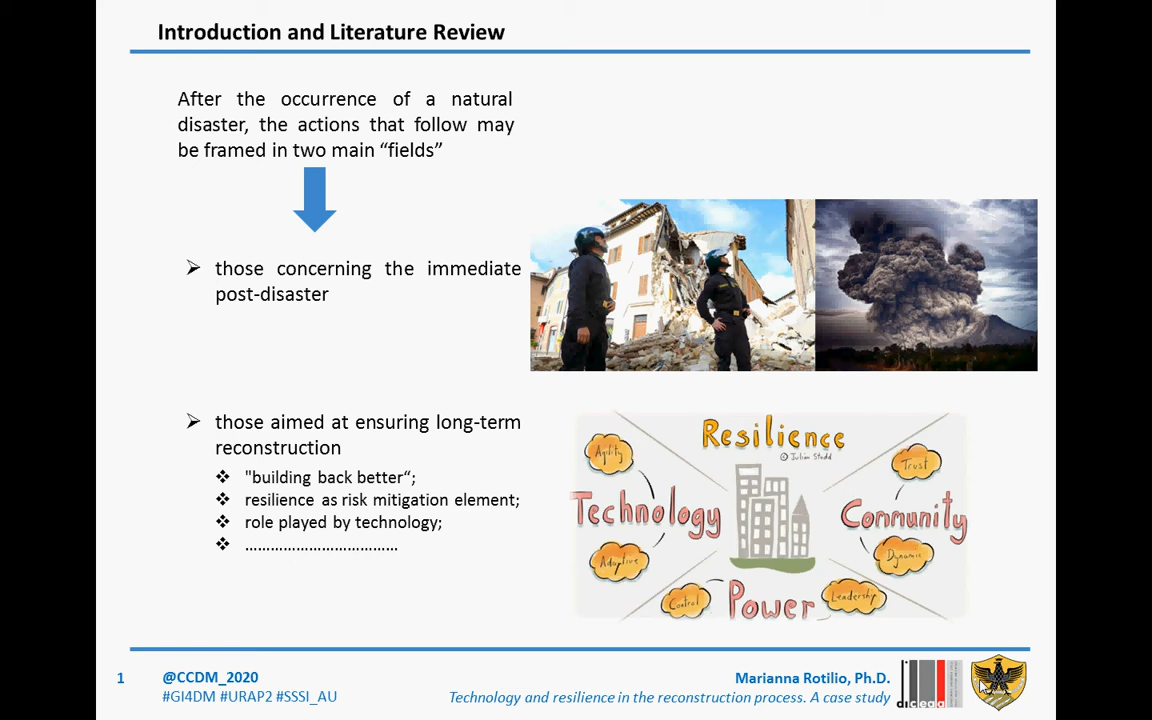 Introduction and Literature Review
After the occurrence of a natural
disaster, the actions that follow may
be framed in two main “fields”
those concerning the immediate
post-disaster
those aimed at ensuring long-term
reconstruction
"building back better“;
resilience as risk mitigation element;
role played by technology;
……………………………
Resilience
© Julian Stodd
Agility
Trust
Technology
Community
Adaptive
Dynamic
Control
Power
Leadership
1
@CCDM_2020
#GI4DM #URAP2 #SSSI_AU
Marianna Rotilio, Ph.D.
Technology and resilience in the reconstruction process. A case study
diceaa